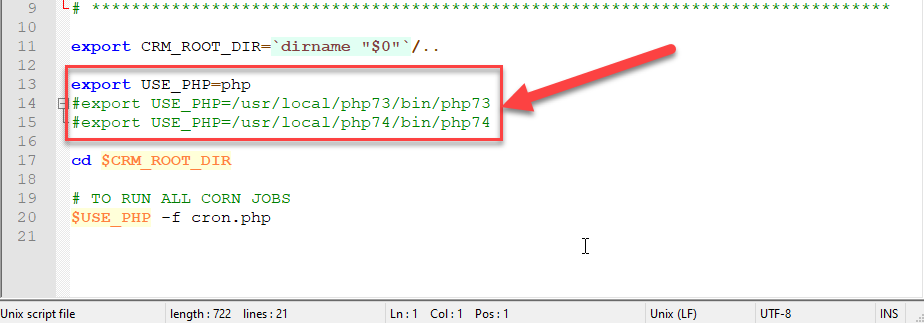 9 # ********************************************************************************
10
11 export CRM_ROOT_DIR=`dirname "$0"`/..
12
13 export USE_PHP=php
14 #export USE_PHP=/usr/local/php73/bin/php73
15 #export USE_PHP=/usr/local/php74/bin/php74
16
17 cd $CRM_ROOT_DIR
18
19 # TO RUN ALL CORN JOBS
20 $USE_PHP -f cron.php
21
Unix script file length : 722 lines : 21 Ln : 1 Col : 1 Pos : 1 Unix (LF) UTF-8 INS